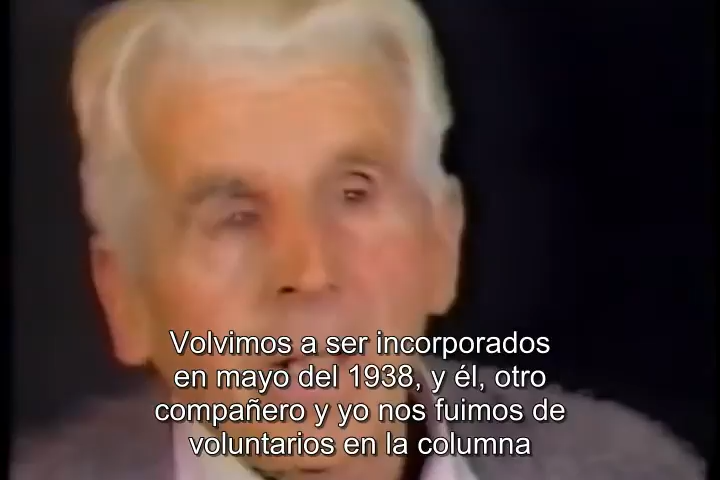 Volvimos a ser incorporados
en mayo del 1938, y él, otro
compañero y yo nos fuimos de
voluntarios en la columna